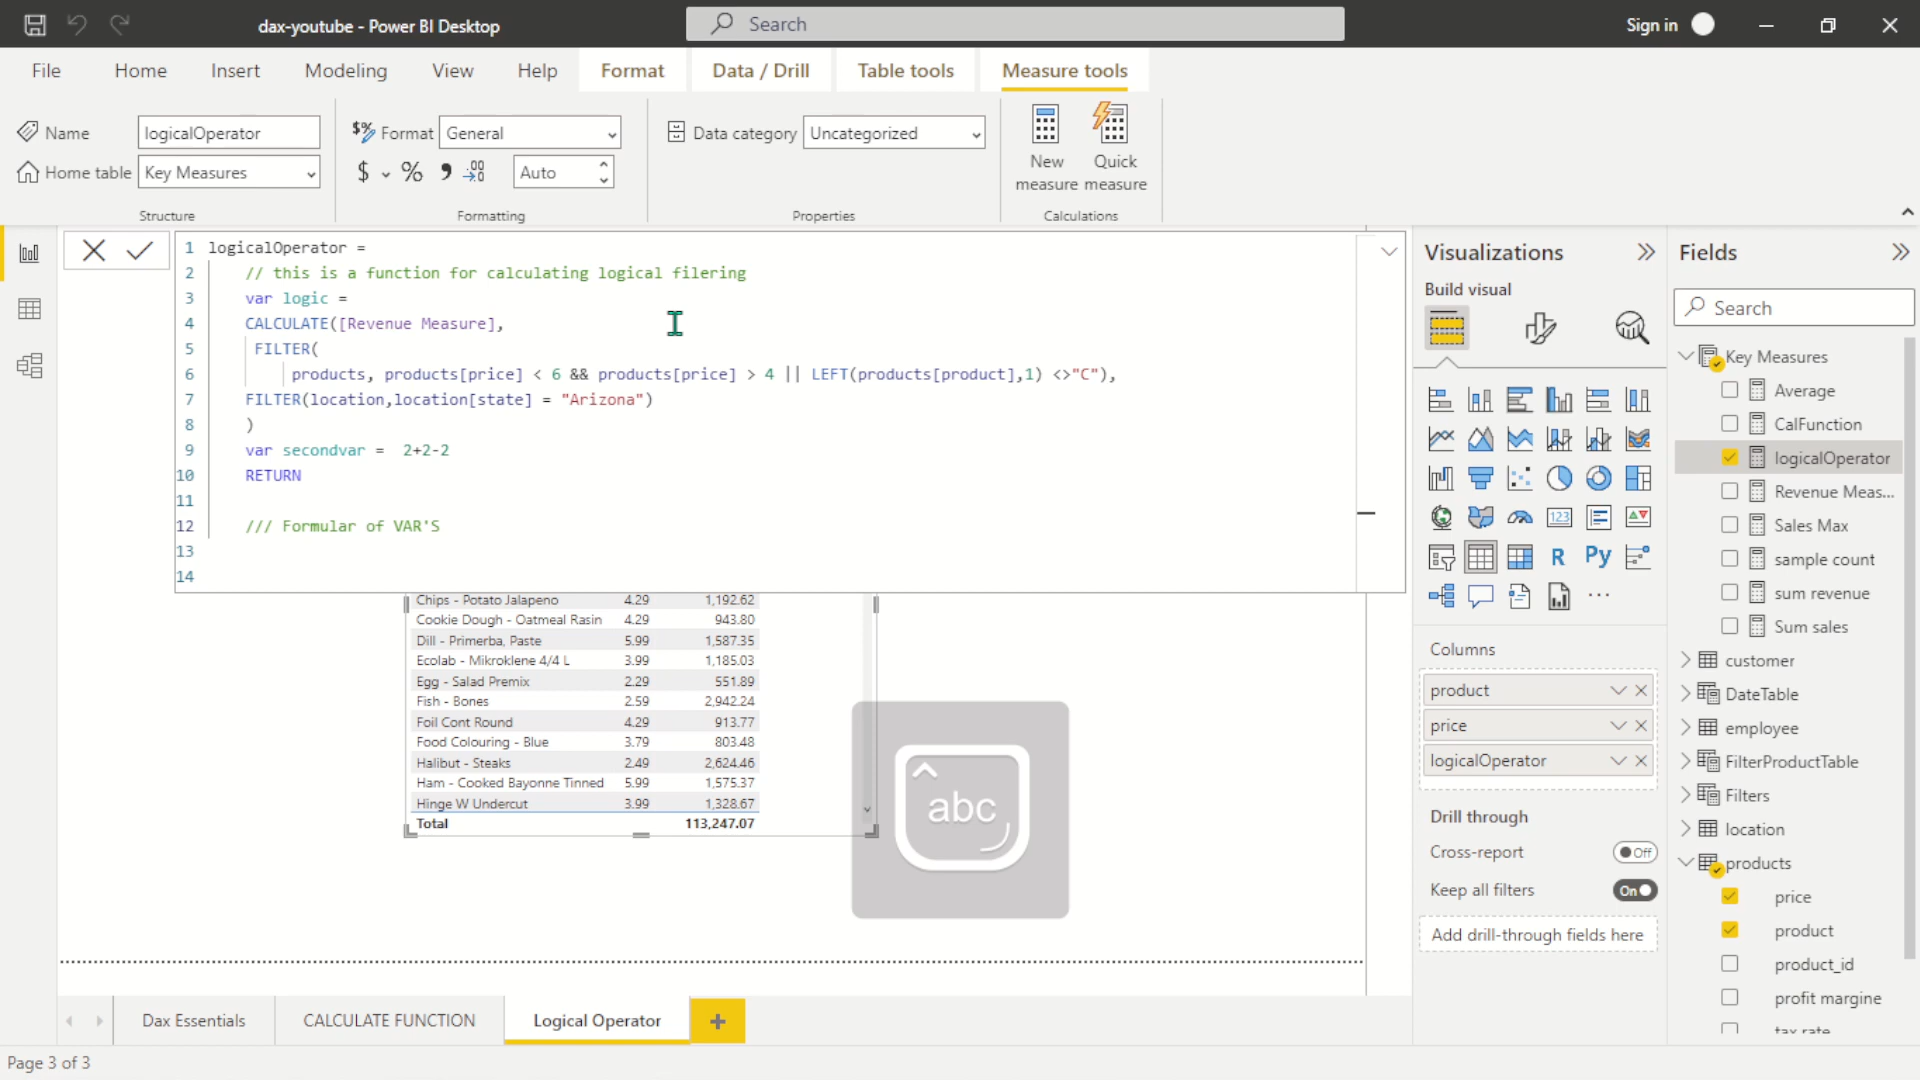 dax-youtube - Power BI Desktop
Search
Sign in
File
Home
Insert
Modeling
View
Help
Format
Data / Drill
Table tools
Measure tools
Name
logicalOperator
Home table
Key Measures
Structure
$% Format
General
$ % ,
Auto
Formatting
Data category
Uncategorized
Properties
New measure
Quick measure
Calculations
1 logicalOperator =
2 // this is a function for calculating logical filering
3 var logic =
4 CALCULATE([Revenue Measure],
5 FILTER(
6 products, products[price] < 6 && products[price] > 4 || LEFT(products[product],1) <>"C"),
7 FILTER(location,location[state] = "Arizona")
8 )
9 var secondvar = 2+2-2
10 RETURN
11
12 /// Formular of VAR'S
13
14
Chips - Potato Jalapeno 4.29 1,192.62
Cookie Dough - Oatmeal Rasin 4.29 943.80
Dill - Primerba, Paste 5.99 1,587.35
Ecolab - Mikroklene 4/4 L 3.99 1,185.03
Egg - Salad Premix 2.29 551.89
Fish - Bones 2.59 2,942.24
Foil Cont Round 4.29 913.77
Food Colouring - Blue 3.79 803.48
Halibut - Steaks 2.49 2,624.46
Ham - Cooked Bayonne Tinned 5.99 1,575.37
Hinge W Undercut 3.99 1,328.67
Total 113,247.07
abc
Visualizations
Build visual
123
R
Py
Columns
product
price
logicalOperator
Drill through
Cross-report
Off
Keep all filters
On
Add drill-through fields here
Fields
Search
Key Measures
Average
CalFunction
logicalOperator
Revenue Meas...
Sales Max
sample count
sum revenue
Sum sales
customer
DateTable
employee
FilterProductTable
Filters
location
products
price
product
product_id
profit margine
tax rate
Dax Essentials
CALCULATE FUNCTION
Logical Operator
+
Page 3 of 3